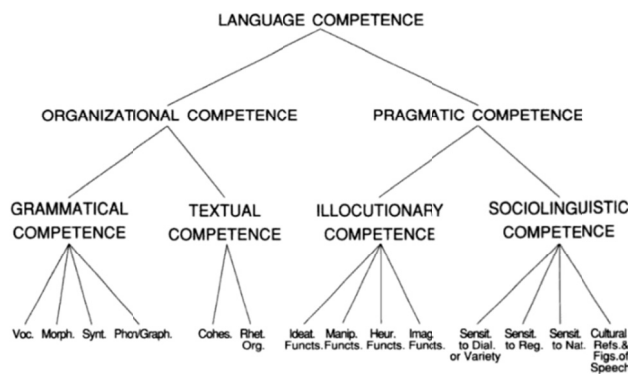 LANGUAGE COMPETENCE
ORGANIZATIONAL COMPETENCE
PRAGMATIC COMPETENCE
GRAMMATICAL
COMPETENCE
TEXTUAL
COMPETENCE
ILLOCUTIONARY
COMPETENCE
SOCIOLINGUISTIC
COMPETENCE
Voc.
Morph.
Synt.
Phon/Graph.
Cohes.
Rhet.
Org.
Ideat.
Functs.
Manip.
Functs.
Heur.
Functs.
Imag.
Functs.
Sensit.
to Dial.
or Variety
Sensit.
to Reg.
Sensit.
to Nat.
Cultural
Refs.&
Figs.of
Speech